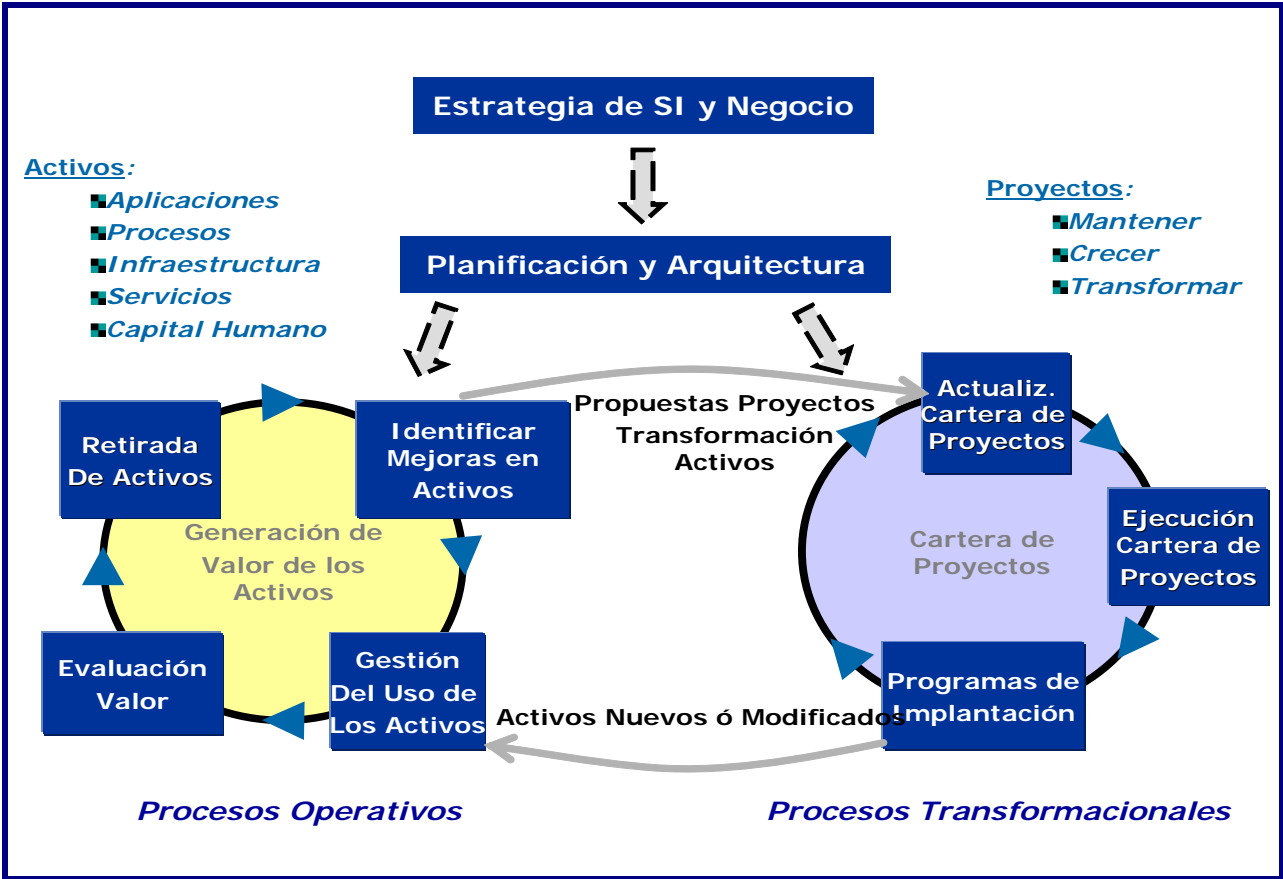 Estrategia de SI y Negocio
Activos:
Aplicaciones
Procesos
Infraestructura
Servicios
Capital Humano
Proyectos:
Mantener
Crecer
Transformar
Planificación y Arquitectura
Retirada
De Activos
Identificar
Mejoras en
Activos
Propuestas Proyectos
Transformación
Activos
Actualiz.
Cartera de
Proyectos
Generación de
Valor de los
Activos
Cartera de
Proyectos
Ejecución
Cartera de
Proyectos
Evaluación
Valor
Gestión
Del Uso de
Los Activos
Activos Nuevos ó Modificados
Programas de
Implantación
Procesos Operativos
Procesos Transformacionales